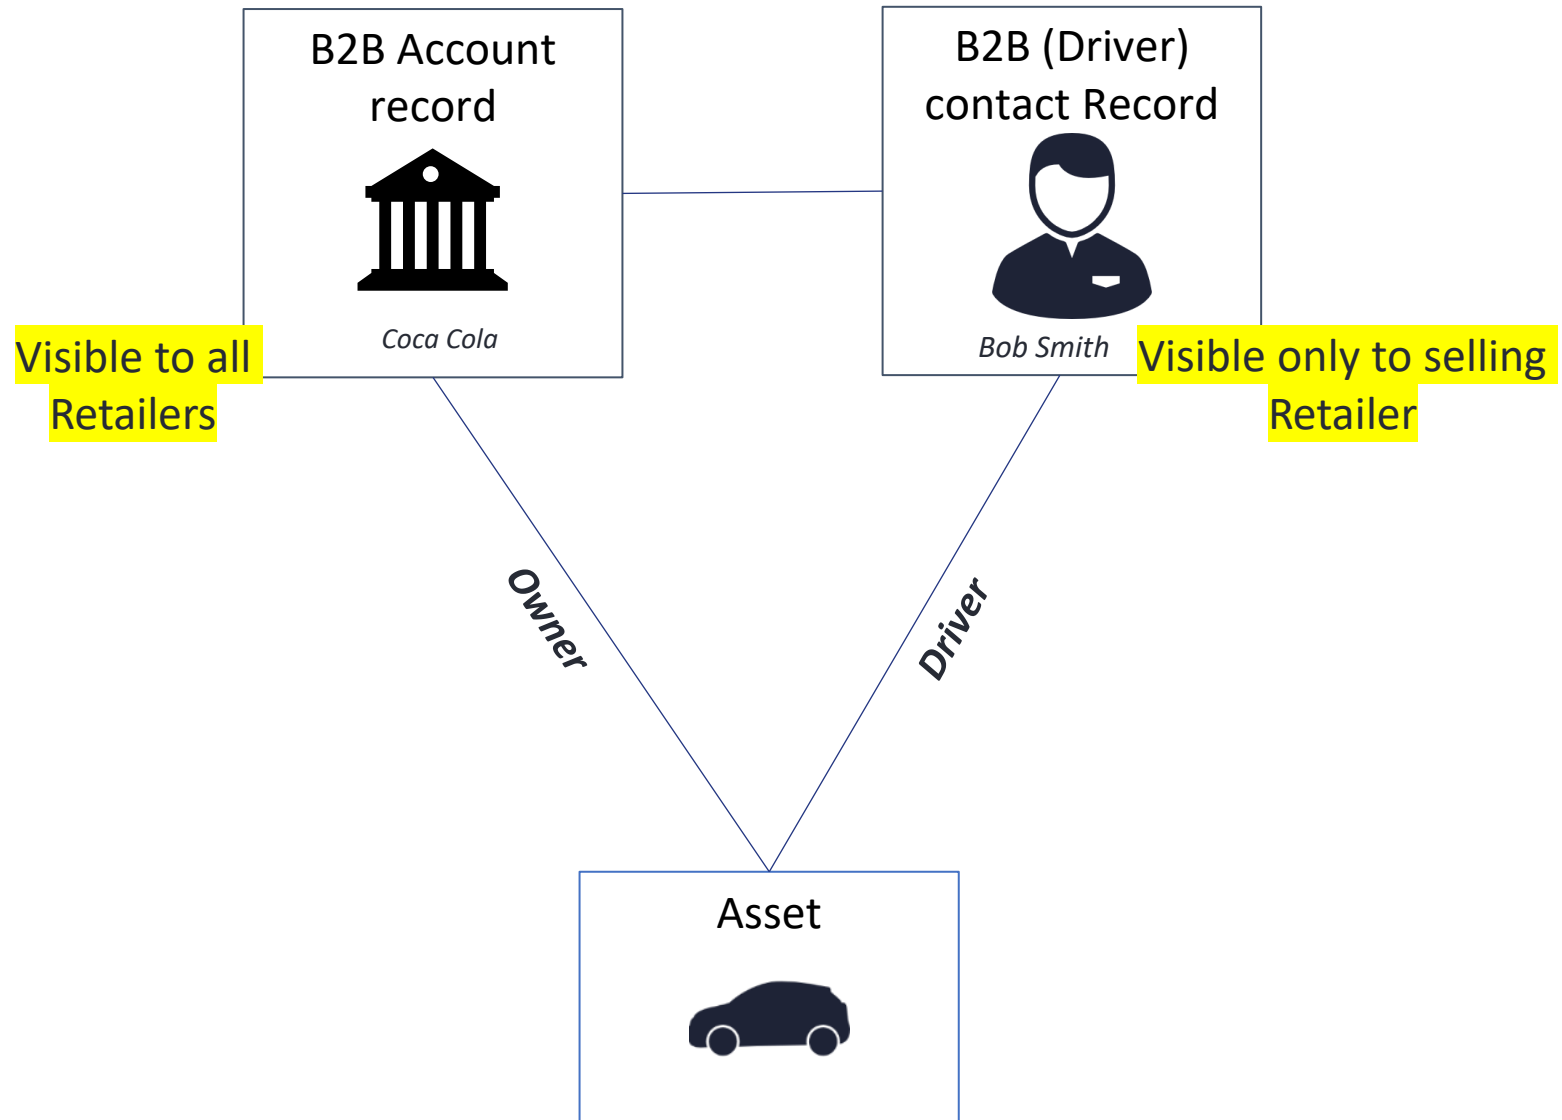 B2B Account
record
Coca Cola
B2B (Driver)
contact Record
Bob Smith
Visible to all
Retailers
Visible only to selling
Retailer
Owner
Driver
Asset